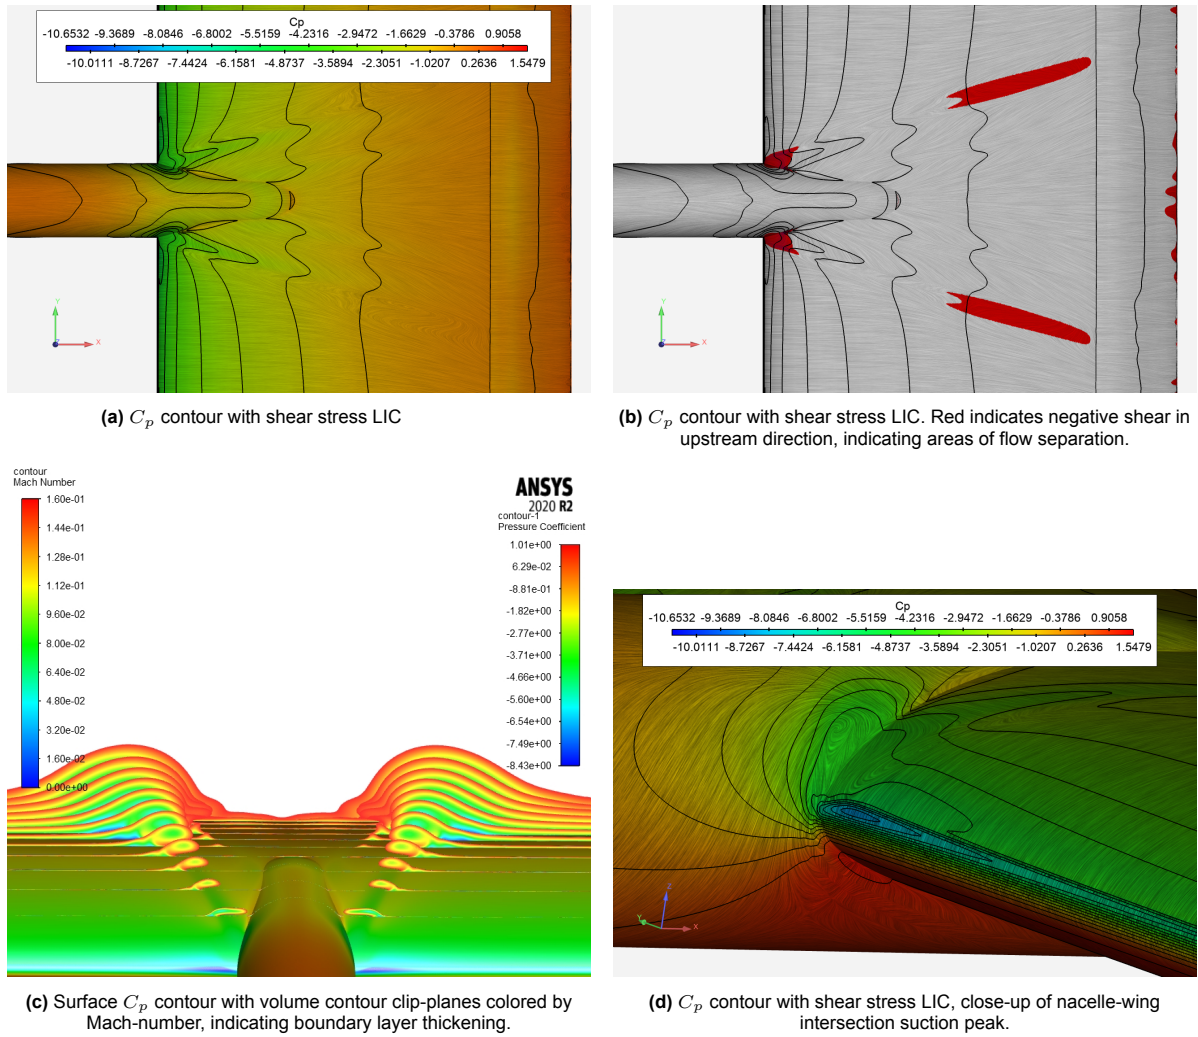 Cp
-10.6532 -9.3689 -8.0846 -6.8002 -5.5159 -4.2316 -2.9472 -1.6629 -0.3786 0.9058
-10.0111 -8.7267 -7.4424 -6.1581 -4.8737 -3.5894 -2.3051 -1.0207 0.2636 1.5479
Y
Z
X
Y
Z
X
(a) Cp contour with shear stress LIC
(b) Cp contour with shear stress LIC. Red indicates negative shear in
upstream direction, indicating areas of flow separation.
contour
Mach Number
1.60e-01
1.44e-01
1.28e-01
1.12e-01
9.60e-02
8.00e-02
6.40e-02
4.80e-02
3.20e-02
1.60e-02
0.00e+00
ANSYS
2020 R2
contour-1
Pressure Coefficient
1.01e+00
6.29e-02
-8.81e-01
-1.82e+00
-2.77e+00
-3.71e+00
-4.66e+00
-5.60e+00
-6.54e+00
-7.49e+00
-8.43e+00
Cp
-10.6532 -9.3689 -8.0846 -6.8002 -5.5159 -4.2316 -2.9472 -1.6629 -0.3786 0.9058
-10.0111 -8.7267 -7.4424 -6.1581 -4.8737 -3.5894 -2.3051 -1.0207 0.2636 1.5479
Z
Y
X
(c) Surface Cp contour with volume contour clip-planes colored by
Mach-number, indicating boundary layer thickening.
(d) Cp contour with shear stress LIC, close-up of nacelle-wing
intersection suction peak.